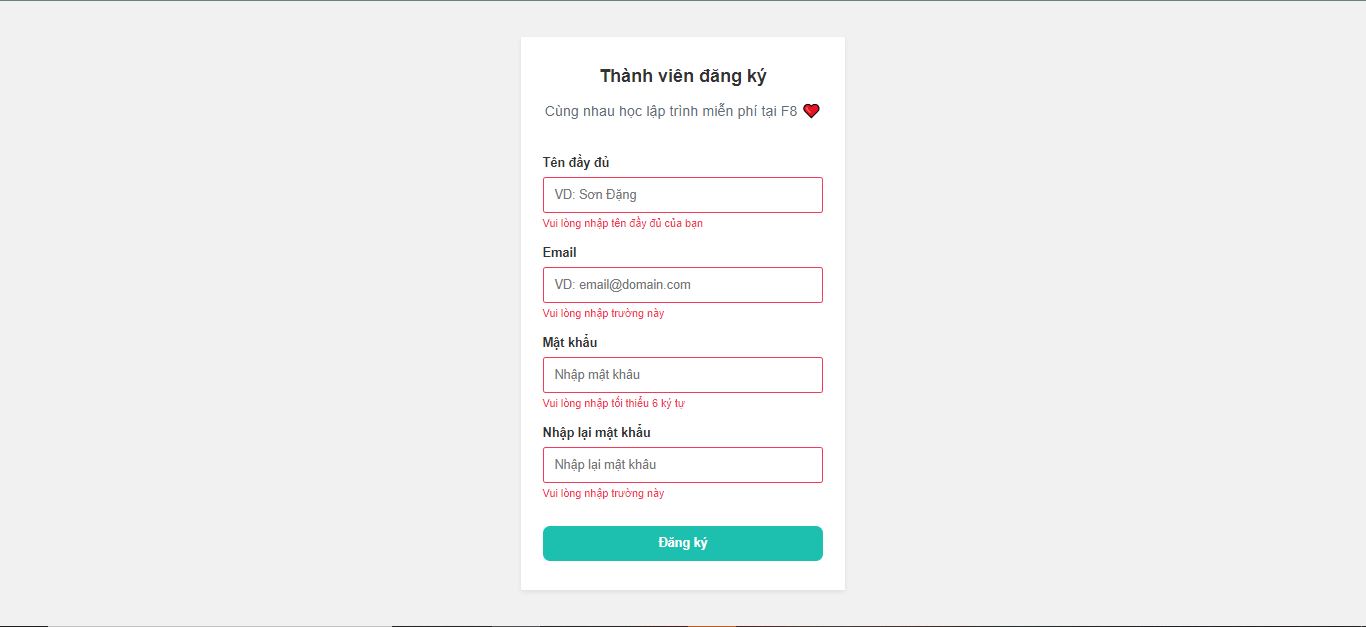 Thành viên đăng ký
Cùng nhau học lập trình miễn phí tại F8 ❤️
Tên đầy đủ
VD: Sơn Đặng
Vui lòng nhập tên đầy đủ của bạn
Email
VD: email@domain.com
Vui lòng nhập trường này
Mật khẩu
Nhập mật khẩu
Vui lòng nhập tối thiểu 6 ký tự
Nhập lại mật khẩu
Nhập lại mật khẩu
Vui lòng nhập trường này
Đăng ký